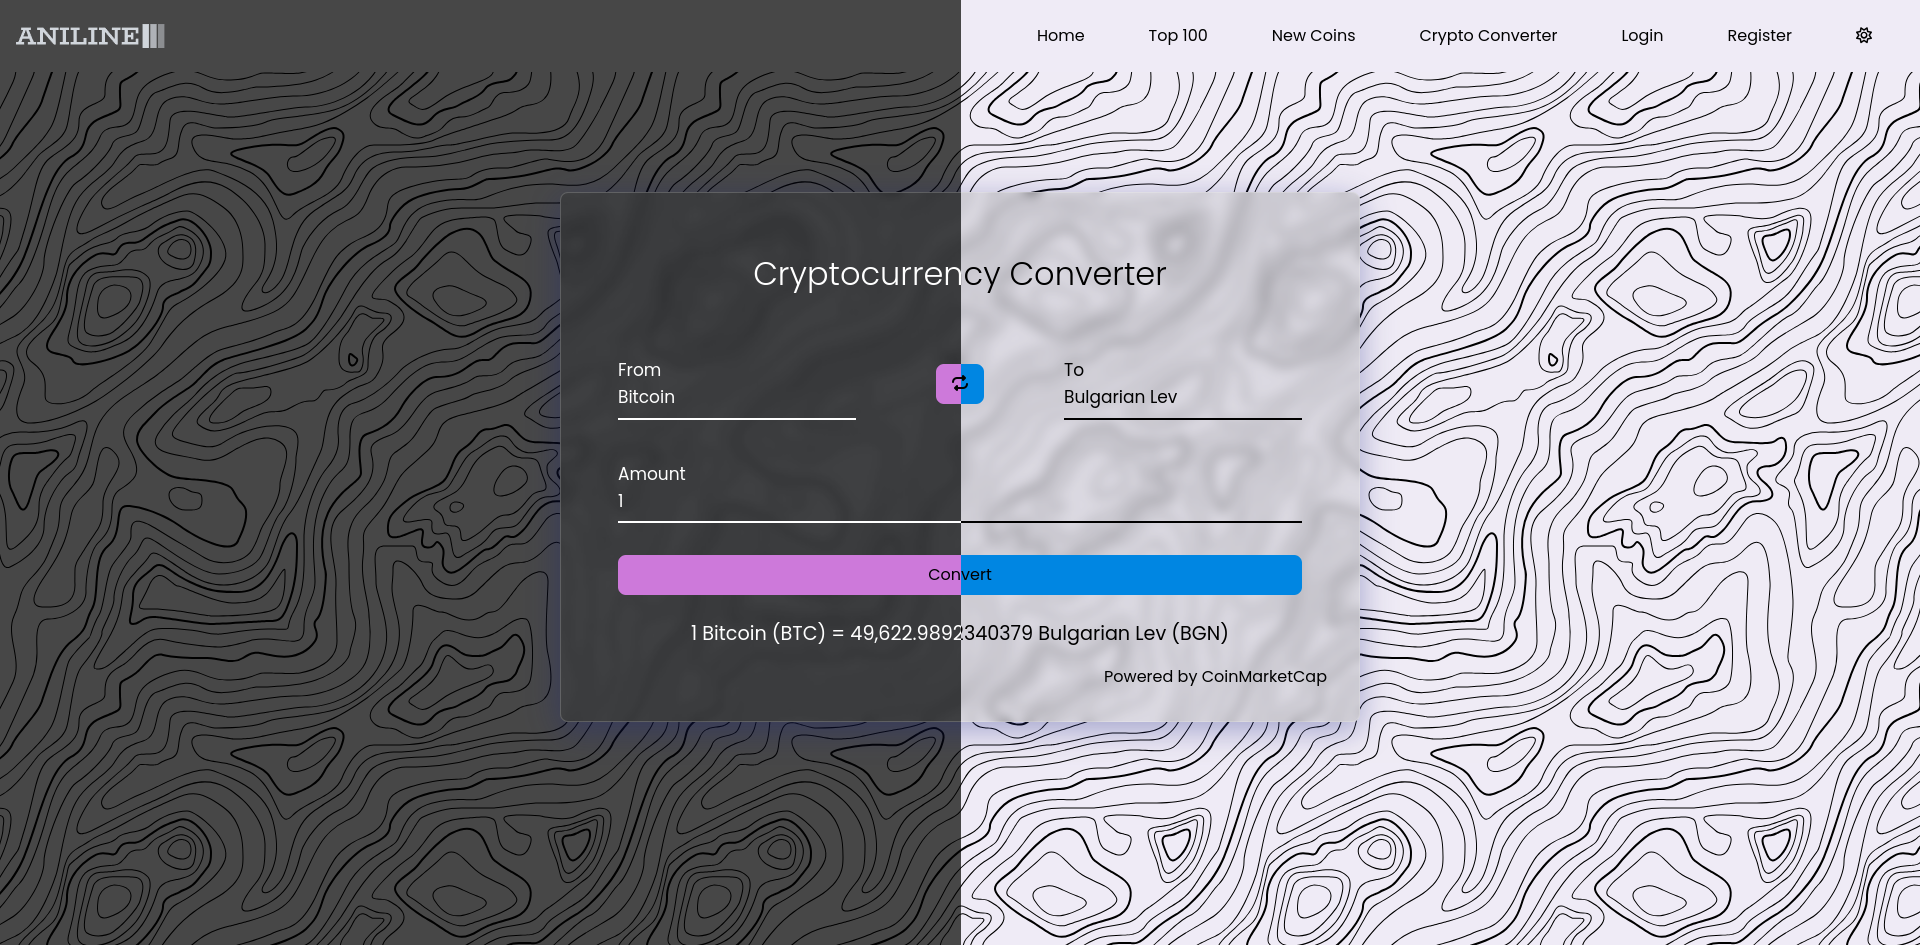 ANILINE
Home Top 100 New Coins Crypto Converter Login Register
Cryptocurrency Converter
From To
Bitcoin Bulgarian Lev
Amount
1
Convert
1 Bitcoin (BTC) = 49,622.9892340379 Bulgarian Lev (BGN)
Powered by CoinMarketCap